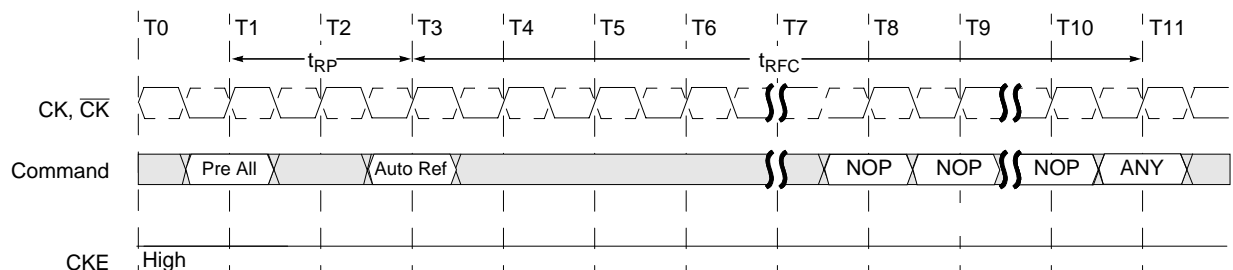 T0 T1 T2 T3 T4 T5 T6 T7 T8 T9 T10 T11
tRP tRFC
CK, CK
Command Pre All Auto Ref NOP NOP NOP ANY
CKE High